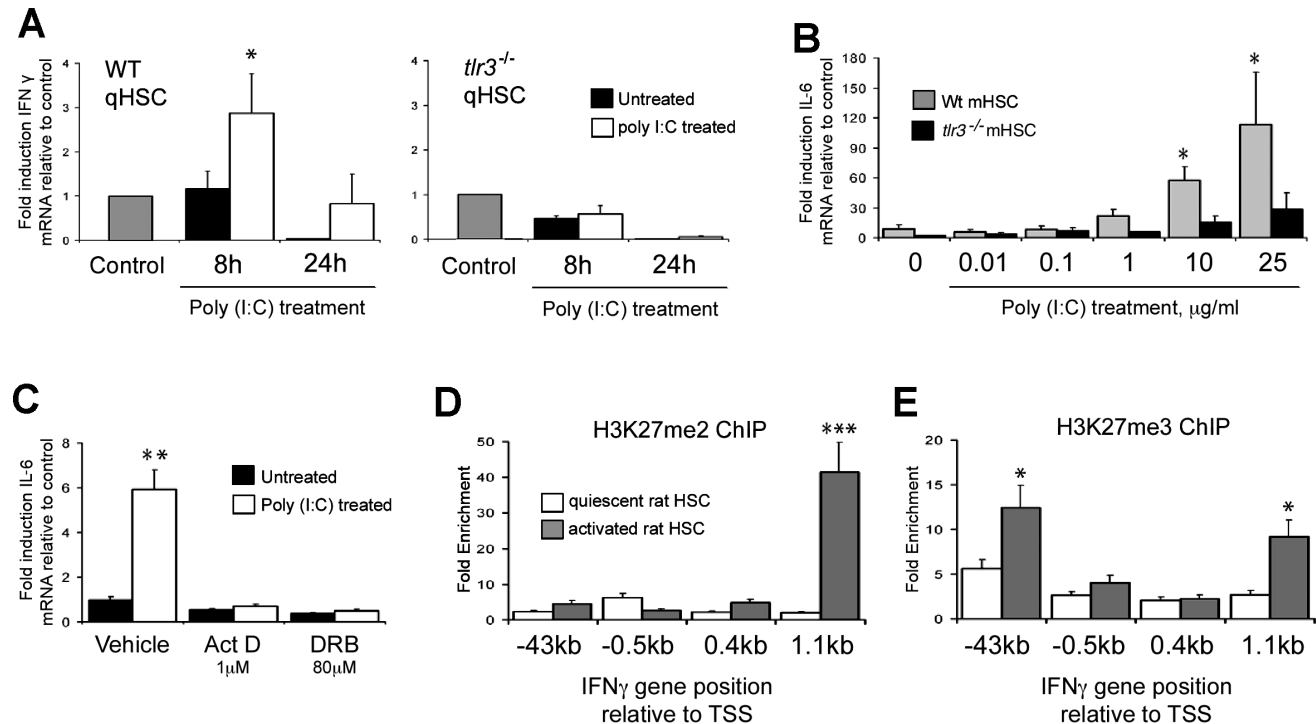 A
Fold induction IFN γ
mRNA relative to control
4
3
2
1
0
WT
qHSC
*
Control
8h
24h
Poly (I:C) treatment
4
3
2
1
0
tlr3-/-
qHSC
Untreated
poly I:C treated
Control
8h
24h
Poly (I:C) treatment
B
Fold induction IL-6
mRNA relative to control
180
150
120
90
60
30
0
Wt mHSC
tlr3-/- mHSC
*
*
0
0.01
0.1
1
10
25
Poly (I:C) treatment, μg/ml
C
Fold induction IL-6
mRNA relative to control
8
6
4
2
0
**
Untreated
Poly (I:C) treated
Vehicle
Act D
1μM
DRB
80μM
D
H3K27me2 ChIP
Fold Enrichment
50
40
30
20
10
0
quiescent rat HSC
activated rat HSC
***
-43kb
-0.5kb
0.4kb
1.1kb
IFNγ gene position
relative to TSS
E
H3K27me3 ChIP
Fold Enrichment
20
15
10
5
0
*
*
-43kb
-0.5kb
0.4kb
1.1kb
IFNγ gene position
relative to TSS